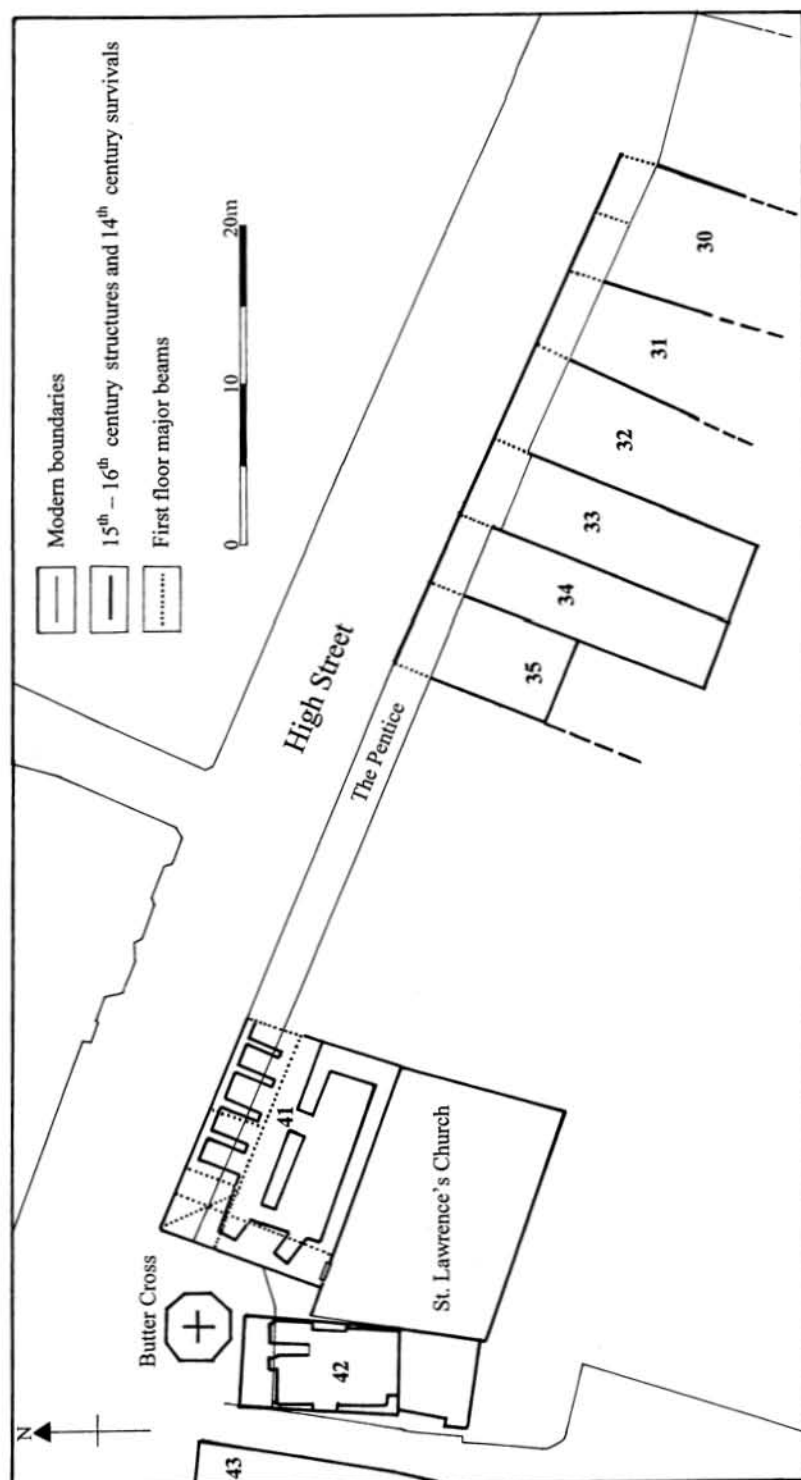 N
Modern boundaries
15th – 16th century structures and 14th century survivals
First floor major beams
0 10 20m
High Street
The Pentice
Butter Cross
St. Lawrence's Church
43
42
41
35
34
33
32
31
30